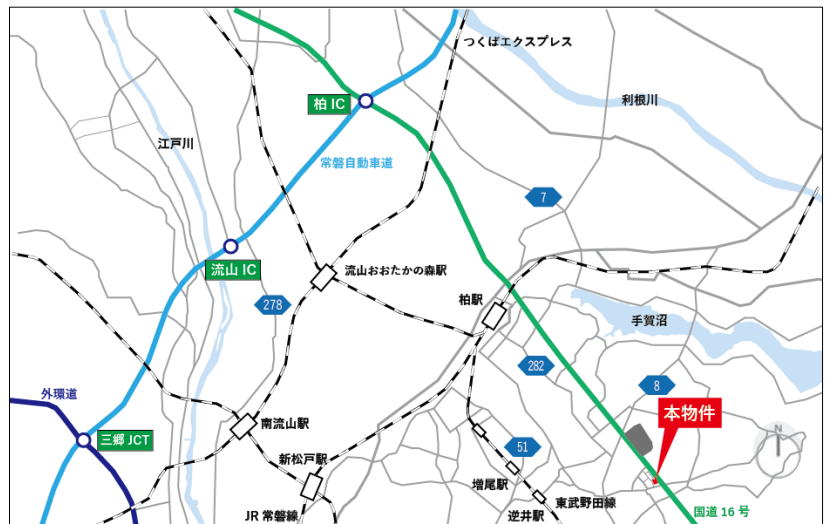 つくばエクスプレス
柏 IC
利根川
江戸川
常磐自動車道
7
流山 IC
流山おおたかの森駅
278
柏駅
手賀沼
282
8
外環道
本物件
南流山駅
三郷 JCT
N
51
新松戸駅
増尾駅
東武野田線
JR 常磐線
逆井駅
国道 16 号